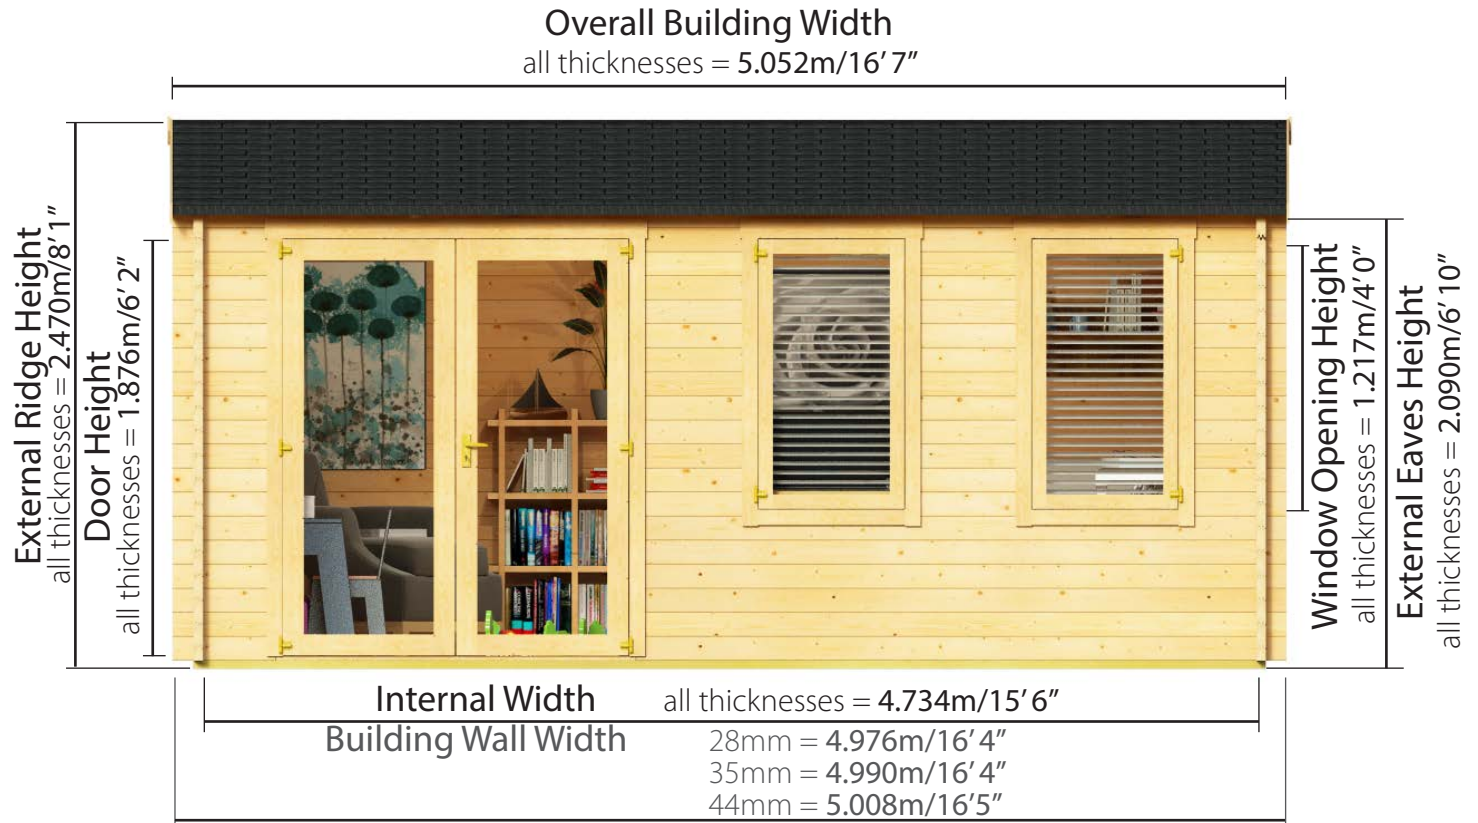 Overall Building Width
all thicknesses = 5.052m/16’ 7”
External Ridge Height
all thicknesses = 2.470m/8’ 1”
Door Height
all thicknesses = 1.876m/6’ 2”
Window Opening Height
all thicknesses = 1.217m/4’ 0”
External Eaves Height
all thicknesses = 2.090m/6’ 10”
Internal Width all thicknesses = 4.734m/15’ 6”
Building Wall Width 28mm = 4.976m/16’ 4”
35mm = 4.990m/16’ 4”
44mm = 5.008m/16’5”